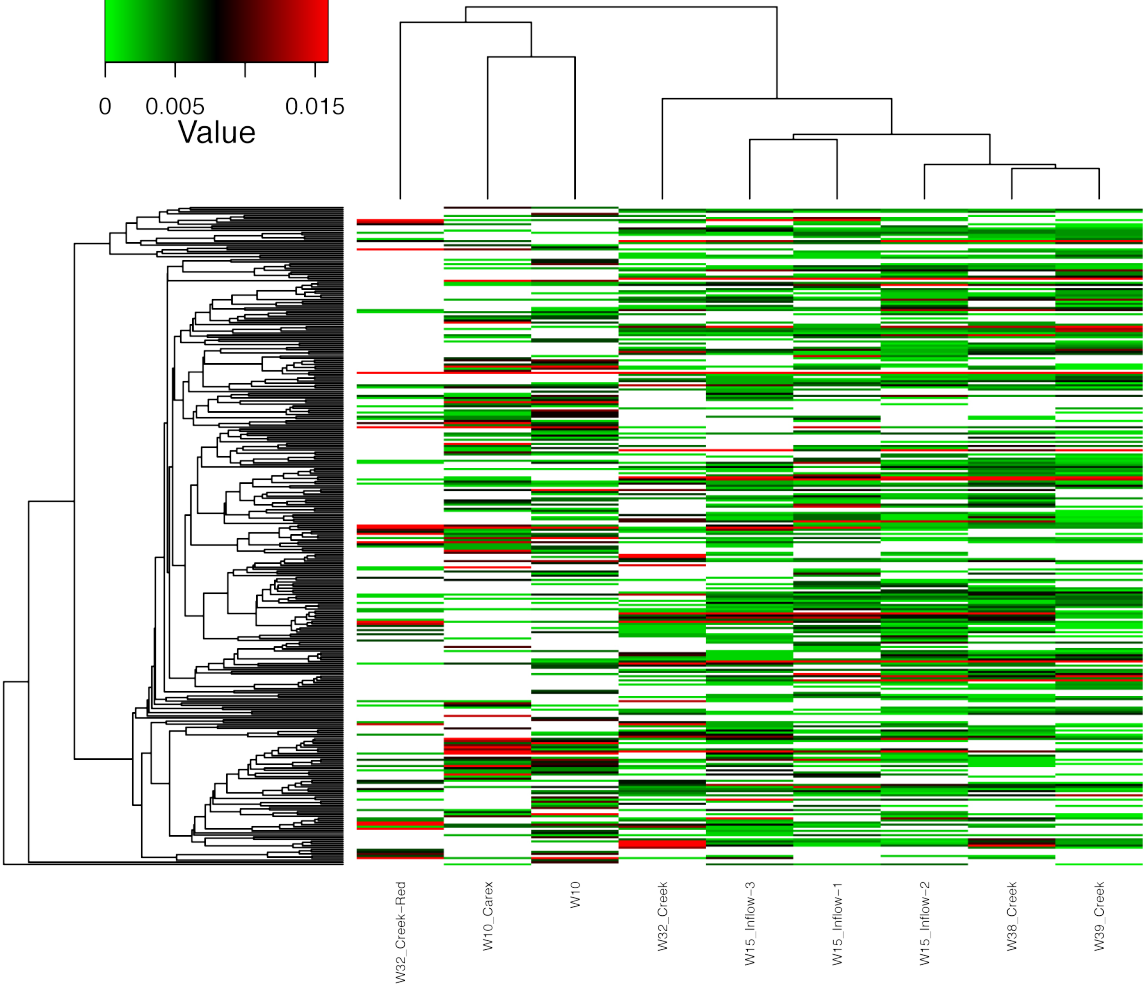 0 0.005 0.015
Value
W32_Creek-Red
W10_Carex
W10
W32_Creek
W15_Inflow-3
W15_Inflow-1
W15_Inflow-2
W38_Creek
W39_Creek